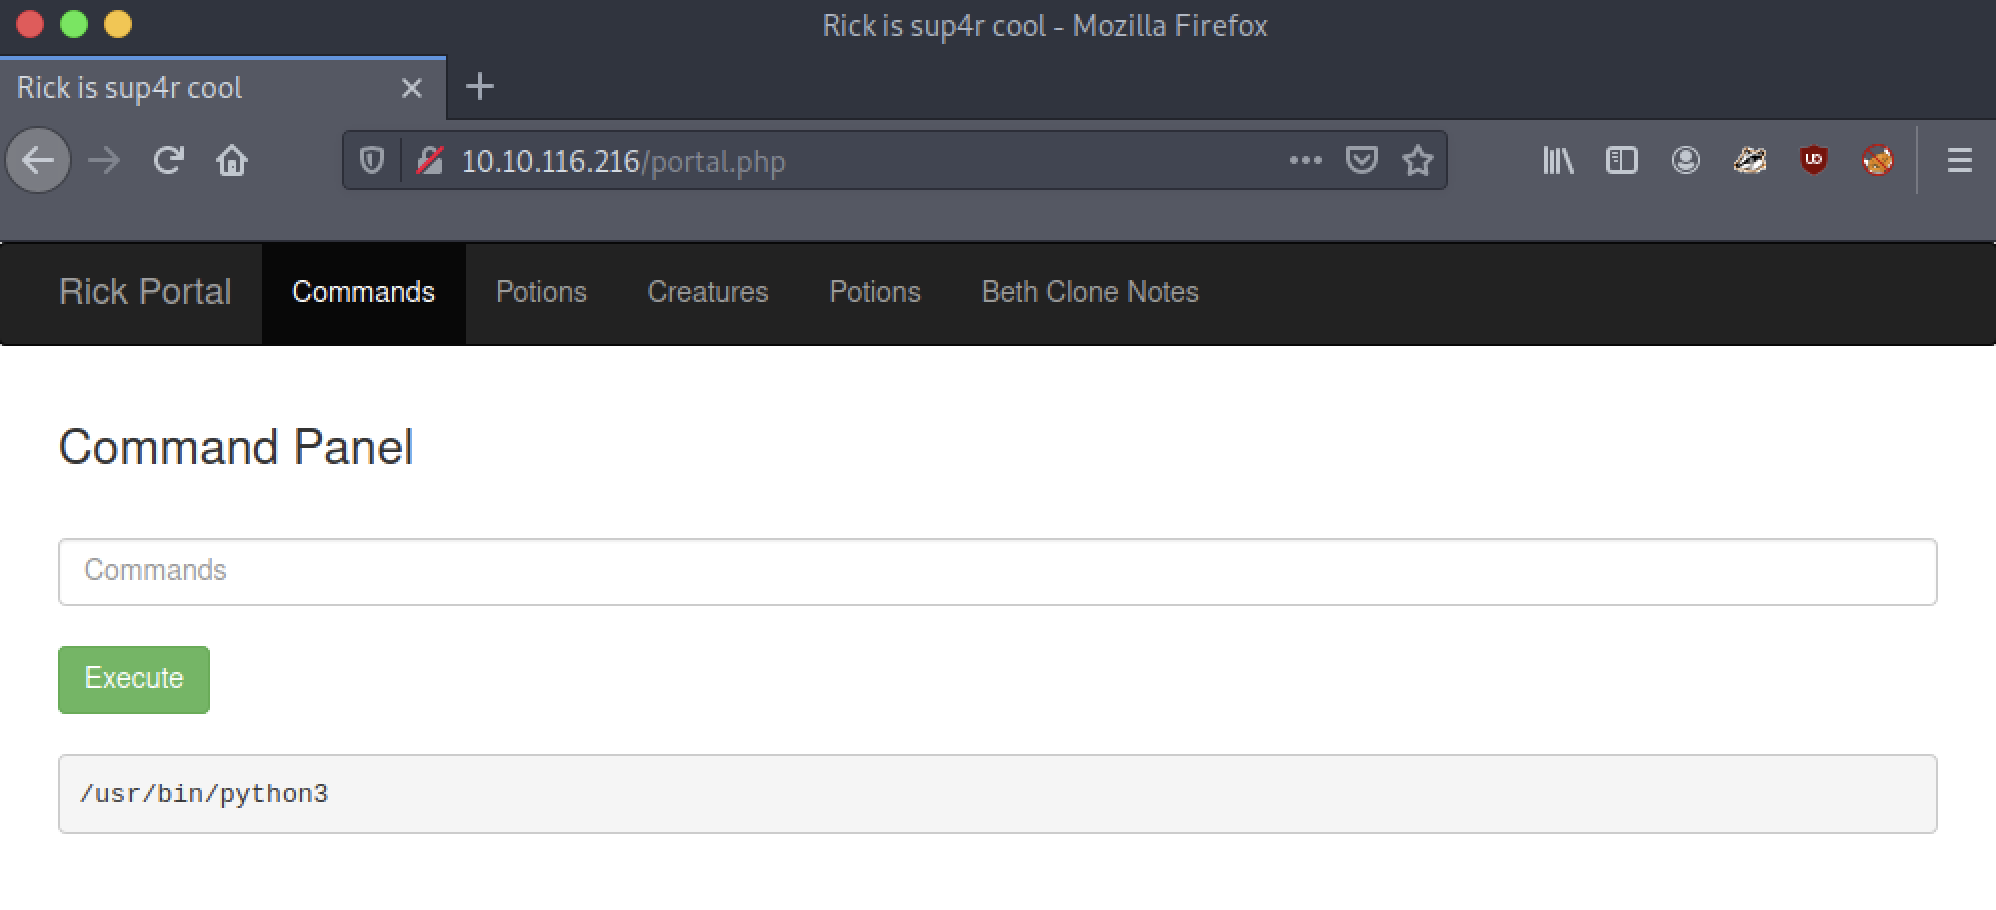 Rick is sup4r cool - Mozilla Firefox
Rick is sup4r cool
10.10.116.216/portal.php
Rick Portal Commands Potions Creatures Potions Beth Clone Notes
Command Panel
Commands
Execute
/usr/bin/python3